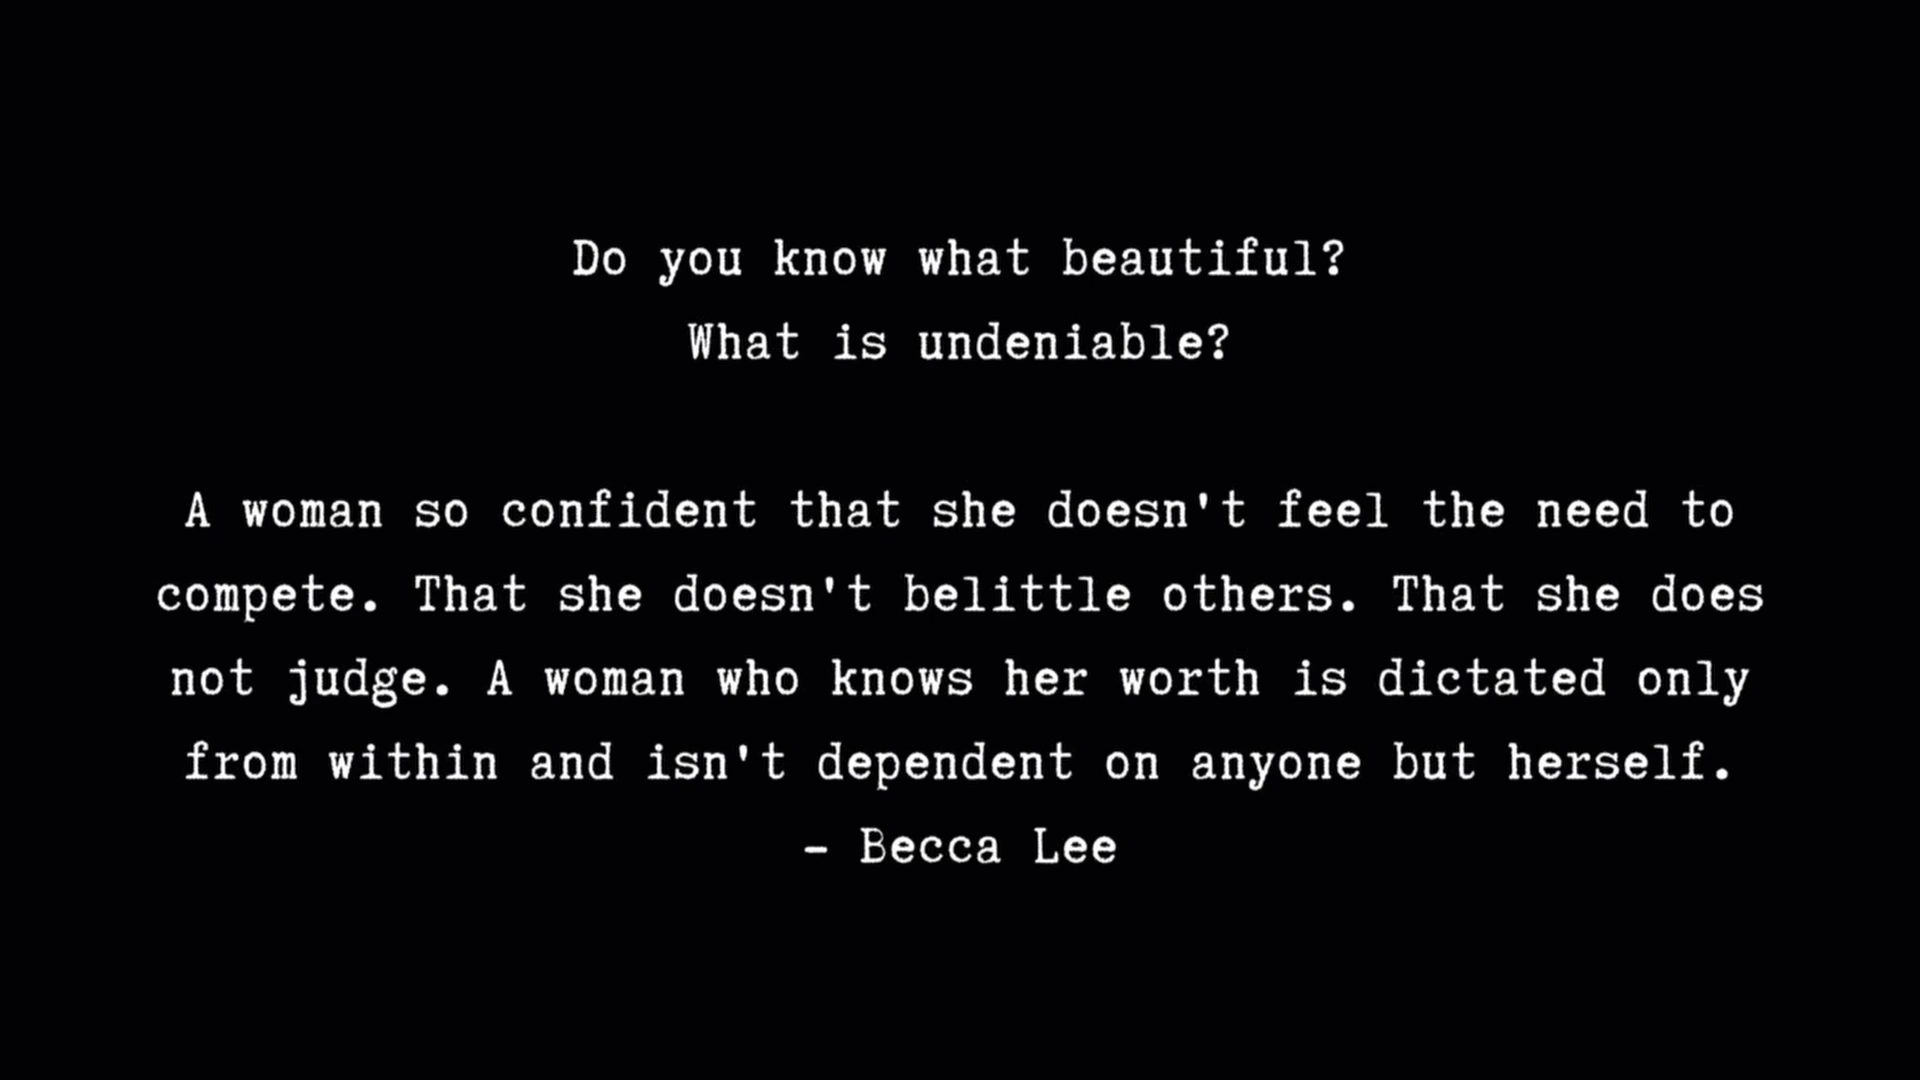 Do you know what beautiful?
What is undeniable?
A woman so confident that she doesn't feel the need to
compete. That she doesn't belittle others. That she does
not judge. A woman who knows her worth is dictated only
from within and isn't dependent on anyone but herself.
- Becca Lee